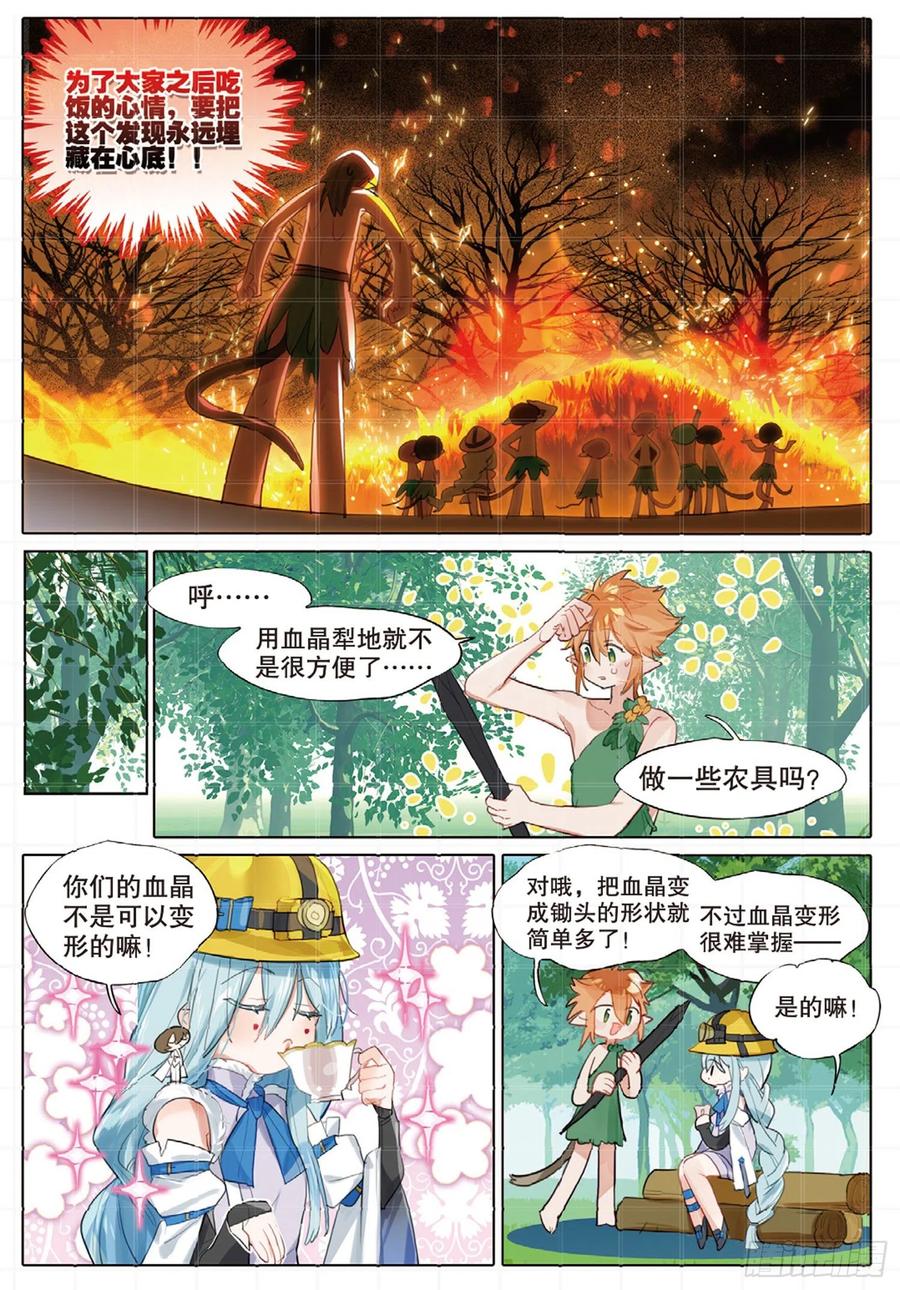 为了大家之后吃
饭的心情，要把
这个发现永远埋
藏在心底！！
呼……
用血晶犁地就不
是很方便了……
做一些农具吗？
你们的血晶
不是可以变
形的嘛！
对哦，把血晶变
成锄头的形状就
简单多了！
不过血晶变形
很难掌握——
是的嘛！
腾讯动漫